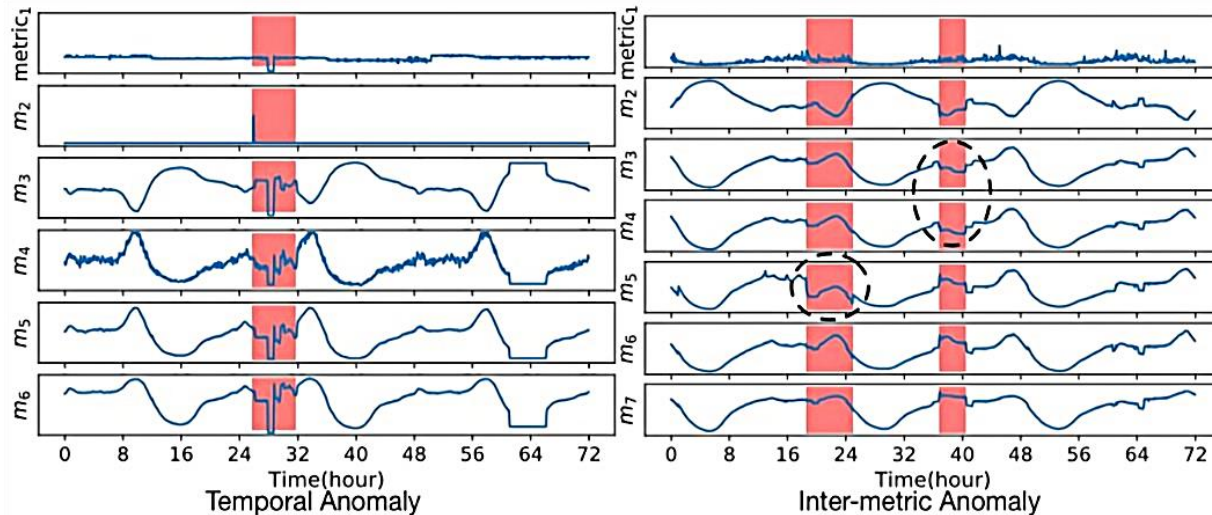 metric₁
m₂
m₃
m₄
m₅
m₆
0 8 16 24 32 40 48 56 64 72
Time(hour)
Temporal Anomaly
metric₁
m₂
m₃
m₄
m₅
m₆
m₇
0 8 16 24 32 40 48 56 64 72
Time(hour)
Inter-metric Anomaly